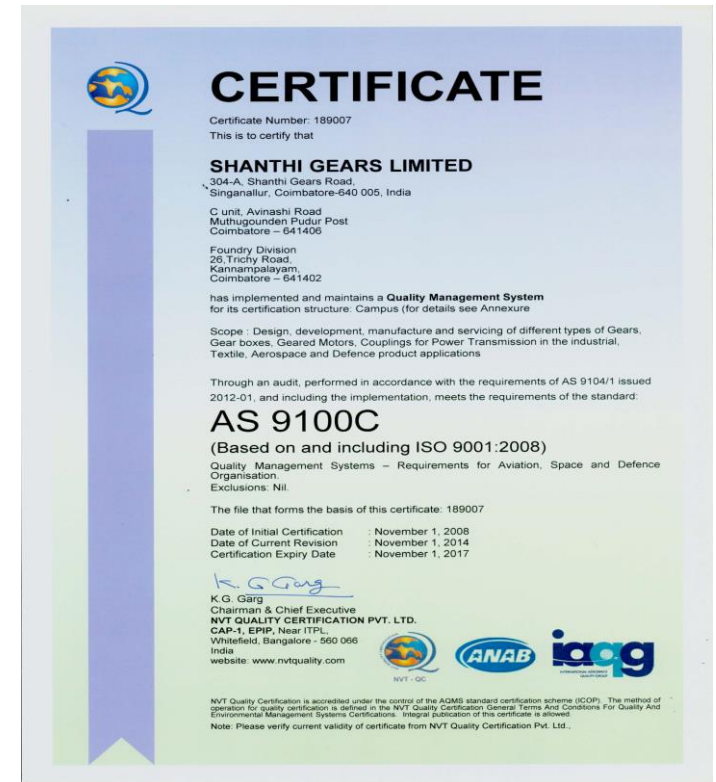 CERTIFICATE
Certificate Number: 189007
This is to certify that
SHANTHI GEARS LIMITED
304-A, Shanthi Gears Road,
Singanallur, Coimbatore-640 005, India
C unit, Avinashi Road
Muthugounden Pudur Post
Coimbatore – 641406
Foundry Division
26,Trichy Road,
Kannampalayam,
Coimbatore – 641402
has implemented and maintains a Quality Management System
for its certification structure: Campus (for details see Annexure
Scope : Design, development, manufacture and servicing of different types of Gears,
Gear boxes, Geared Motors, Couplings for Power Transmission in the industrial,
Textile, Aerospace and Defence product applications
Through an audit, performed in accordance with the requirements of AS 9104/1 issued
2012-01, and including the implementation, meets the requirements of the standard:
AS 9100C
(Based on and including ISO 9001:2008)
Quality Management Systems – Requirements for Aviation, Space and Defence
Organisation.
Exclusions: Nil.
The file that forms the basis of this certificate: 189007
Date of Initial Certification : November 1, 2008
Date of Current Revision : November 1, 2014
Certification Expiry Date : November 1, 2017
K. G Garg
K.G. Garg
Chairman & Chief Executive
NVT QUALITY CERTIFICATION PVT. LTD.
CAP-1, EPIP, Near ITPL,
Whitefield, Bangalore - 560 066
India
website: www.nvtquality.com
NVT - QC
ANAB
iaqg
INTERNATIONAL AEROSPACE
QUALITY GROUP
NVT Quality Certification is accredited under the control of the AQMS standard certification scheme (ICOP). The method of
operation for quality certification is defined in the NVT Quality Certification General Terms And Conditions For Quality And
Environmental Management Systems Certifications. Integral publication of this certificate is allowed.
Note: Please verify current validity of certificate from NVT Quality Certification Pvt. Ltd.,